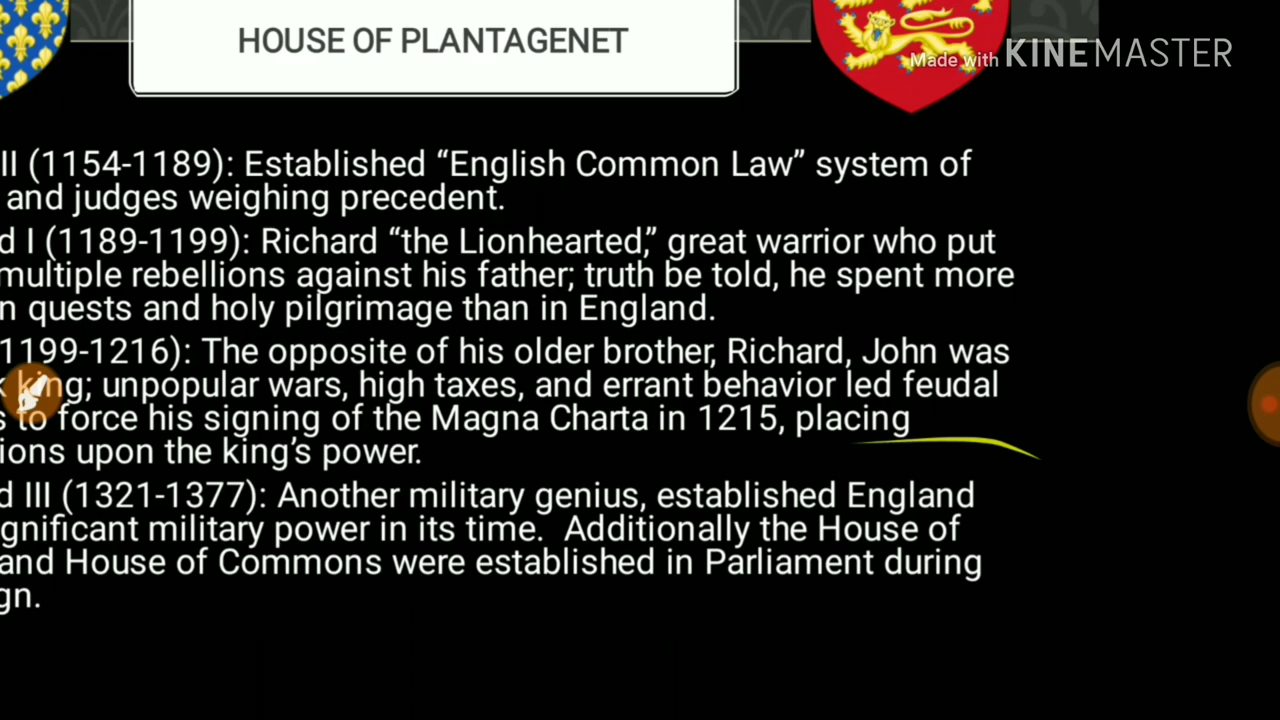 HOUSE OF PLANTAGENET
Made with KINEMASTER
II (1154-1189): Established “English Common Law” system of
and judges weighing precedent.
d I (1189-1199): Richard “the Lionhearted,” great warrior who put
multiple rebellions against his father; truth be told, he spent more
n quests and holy pilgrimage than in England.
1199-1216): The opposite of his older brother, Richard, John was
k king; unpopular wars, high taxes, and errant behavior led feudal
s to force his signing of the Magna Charta in 1215, placing
ions upon the king’s power.
d III (1321-1377): Another military genius, established England
gnificant military power in its time. Additionally the House of
and House of Commons were established in Parliament during
gn.